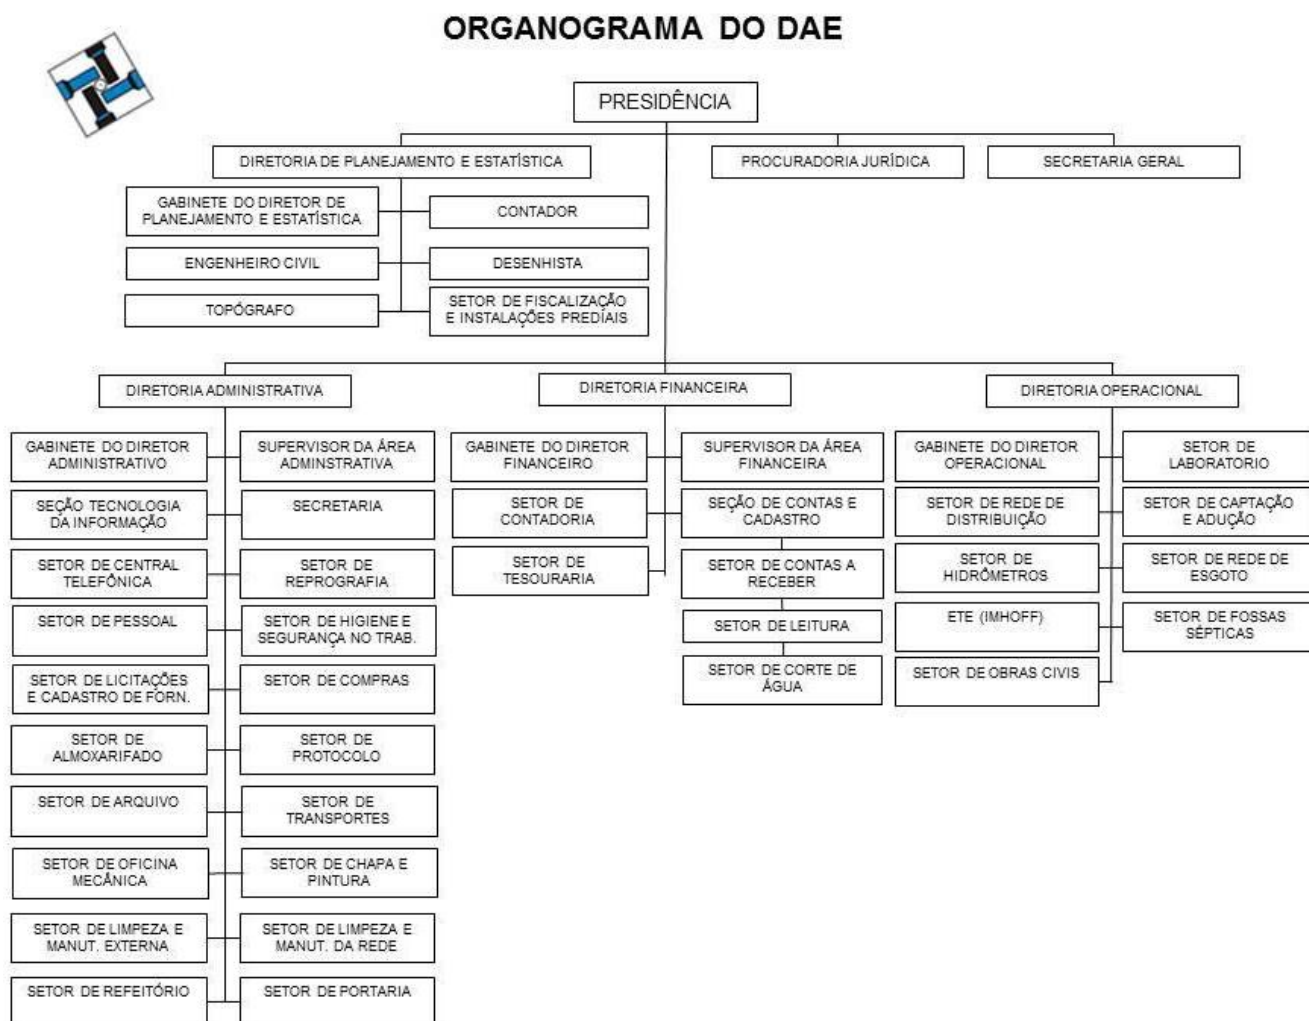 ORGANOGRAMA DO DAE
PRESIDÊNCIA
DIRETORIA DE PLANEJAMENTO E ESTATÍSTICA
PROCURADORIA JURÍDICA
SECRETARIA GERAL
GABINETE DO DIRETOR DE
PLANEJAMENTO E ESTATÍSTICA
CONTADOR
ENGENHEIRO CIVIL
DESENHISTA
TOPÓGRAFO
SETOR DE FISCALIZAÇÃO
E INSTALAÇÕES PREDIAIS
DIRETORIA ADMINISTRATIVA
GABINETE DO DIRETOR
ADMINISTRATIVO
SUPERVISOR DA ÁREA
ADMINSTRATIVA
SEÇÃO TECNOLOGIA
DA INFORMAÇÃO
SECRETARIA
SETOR DE CENTRAL
TELEFÔNICA
SETOR DE
REPROGRAFIA
SETOR DE PESSOAL
SETOR DE HIGIENE E
SEGURANÇA NO TRAB.
SETOR DE LICITAÇÕES
E CADASTRO DE FORN.
SETOR DE COMPRAS
SETOR DE
ALMOXARIFADO
SETOR DE
PROTOCOLO
SETOR DE ARQUIVO
SETOR DE
TRANSPORTES
SETOR DE OFICINA
MECÂNICA
SETOR DE CHAPA E
PINTURA
SETOR DE LIMPEZA E
MANUT. EXTERNA
SETOR DE LIMPEZA E
MANUT. DA REDE
SETOR DE REFEITÓRIO
SETOR DE PORTARIA
DIRETORIA FINANCEIRA
GABINETE DO DIRETOR
FINANCEIRO
SUPERVISOR DA ÁREA
FINANCEIRA
SETOR DE
CONTADORIA
SEÇÃO DE CONTAS E
CADASTRO
SETOR DE
TESOURARIA
SETOR DE CONTAS A
RECEBER
SETOR DE LEITURA
SETOR DE CORTE DE
ÁGUA
DIRETORIA OPERACIONAL
GABINETE DO DIRETOR
OPERACIONAL
SETOR DE
LABORATORIO
SETOR DE REDE DE
DISTRIBUIÇÃO
SETOR DE CAPTAÇÃO
E ADUÇÃO
SETOR DE
HIDRÔMETROS
SETOR DE REDE DE
ESGOTO
ETE (IMHOFF)
SETOR DE FOSSAS
SÉPTICAS
SETOR DE OBRAS CIVIS